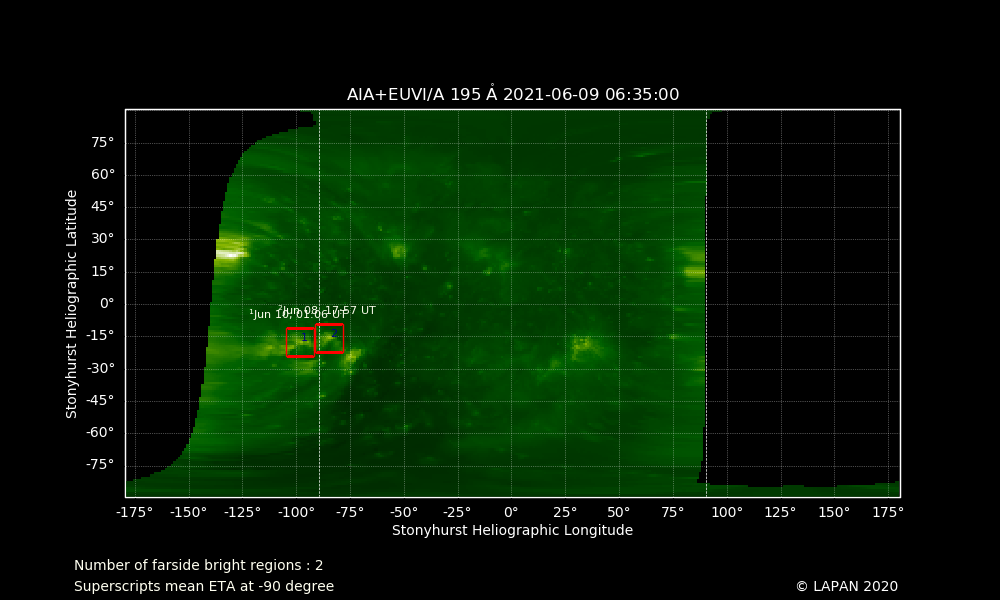 AIA+EUVI/A 195 Å 2021-06-09 06:35:00
Stonyhurst Heliographic Latitude
75°
60°
45°
30°
15°
0°
-15°
-30°
-45°
-60°
-75°
²Jun 08, 17:57 UT
¹Jun 10, 01:06 UT
-175° -150° -125° -100° -75° -50° -25° 0° 25° 50° 75° 100° 125° 150° 175°
Stonyhurst Heliographic Longitude
Number of farside bright regions : 2
Superscripts mean ETA at -90 degree
© LAPAN 2020